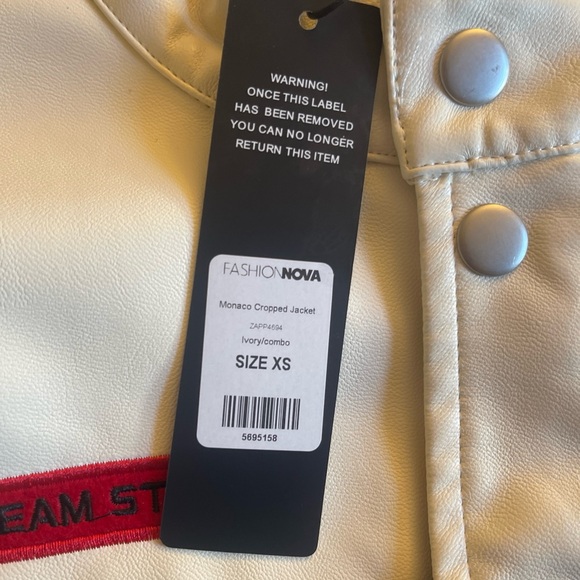 WARNING!
ONCE THIS LABEL
HAS BEEN REMOVED
YOU CAN NO LONGER
RETURN THIS ITEM
FASHIONNOVA
Monaco Cropped Jacket
ZAPP4694
Ivory/combo
SIZE XS
5695158
EAM ST